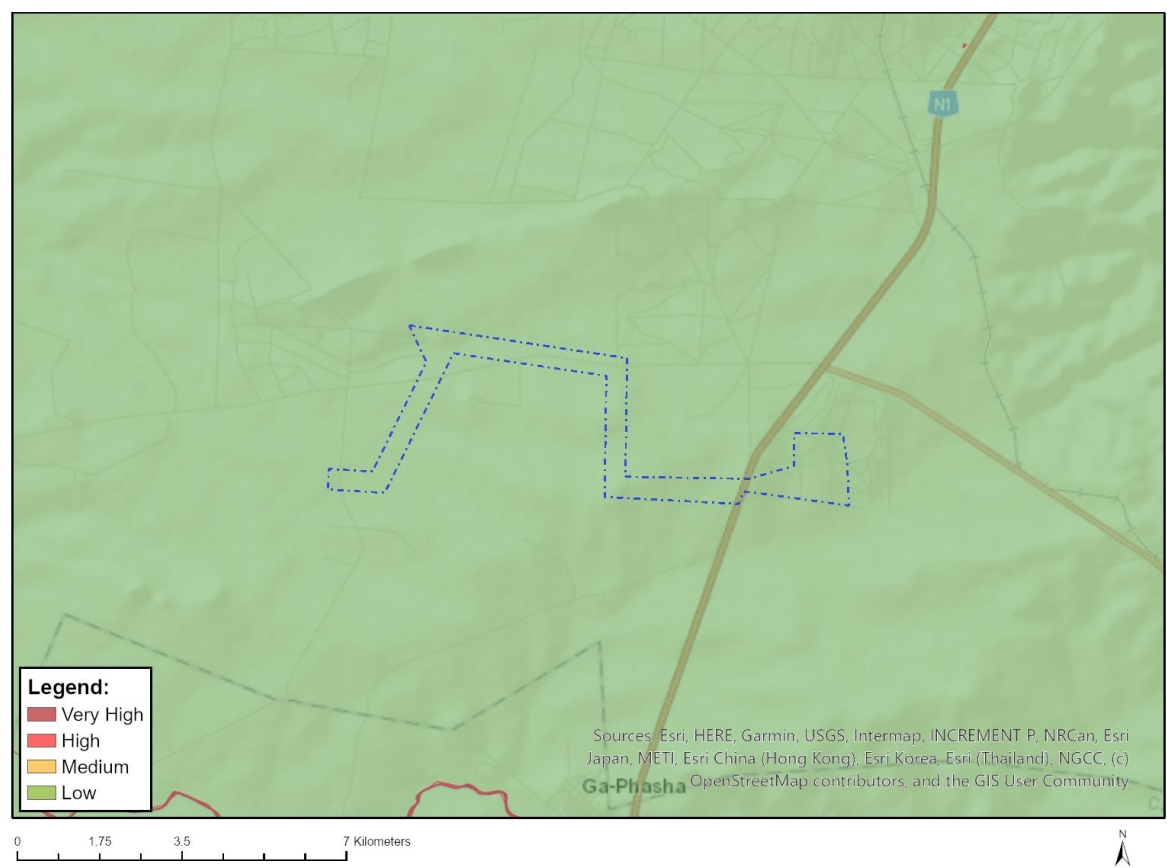 N1
Legend:
Very High
High
Medium
Low
Sources: Esri, HERE, Garmin, USGS, Intermap, INCREMENT P, NRCan, Esri
Japan, METI, Esri China (Hong Kong), Esri Korea, Esri (Thailand), NGCC, (c)
OpenStreetMap contributors, and the GIS User Community
Ga-Phasha
0 1.75 3.5 7 Kilometers
N